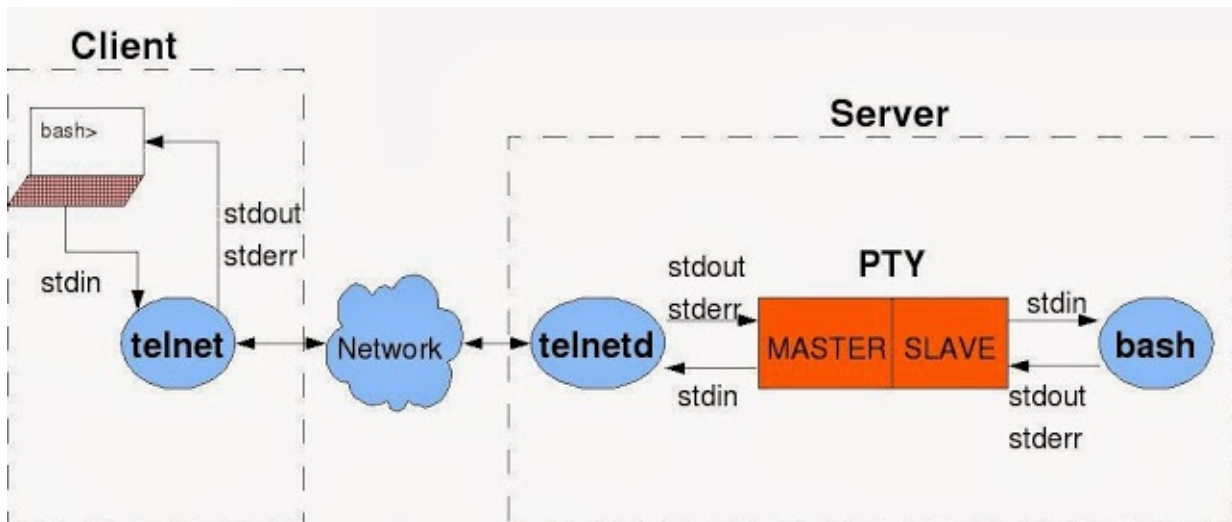 Client
bash>
stdout
stderr
stdin
telnet
Network
Server
telnetd
stdout
stderr
stdin
PTY
MASTER
SLAVE
stdin
stdout
stderr
bash